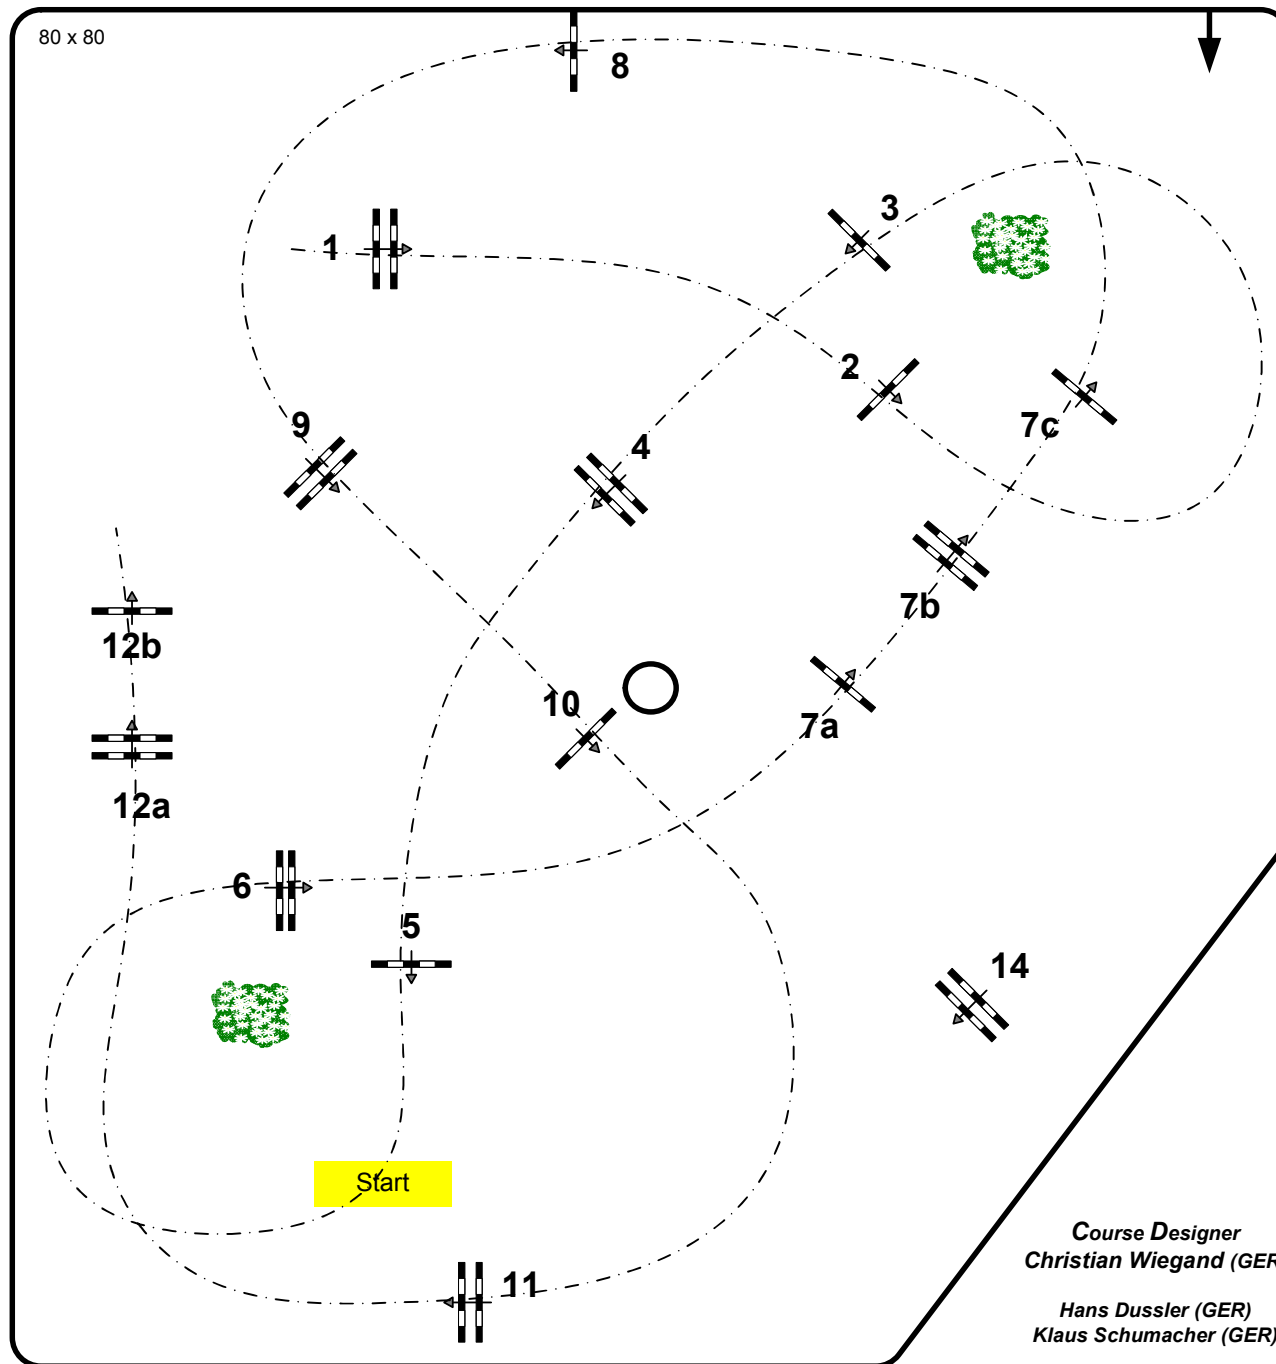 80 x 80
8
3
1
2
7c
9
4
7b
12b
10
7a
12a
6
5
14
Start
Course Designer
Christian Wiegand (GER
11
Hans Dussler (GER)
Klaus Schumacher (GER)